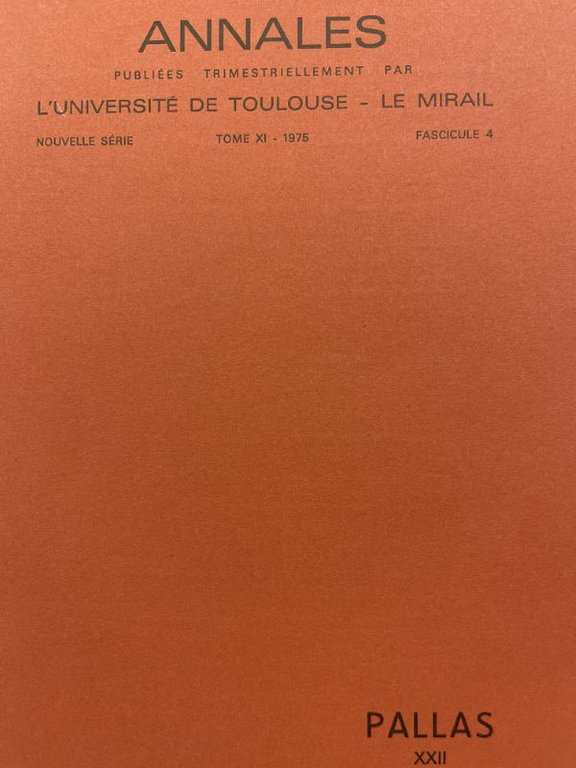 ANNALES
PUBLIÉES TRIMESTRIELLEMENT PAR
L'UNIVERSITÉ DE TOULOUSE – LE MIRAIL
NOUVELLE SÉRIE TOME XI - 1975 FASCICULE 4
PALLAS
XXII